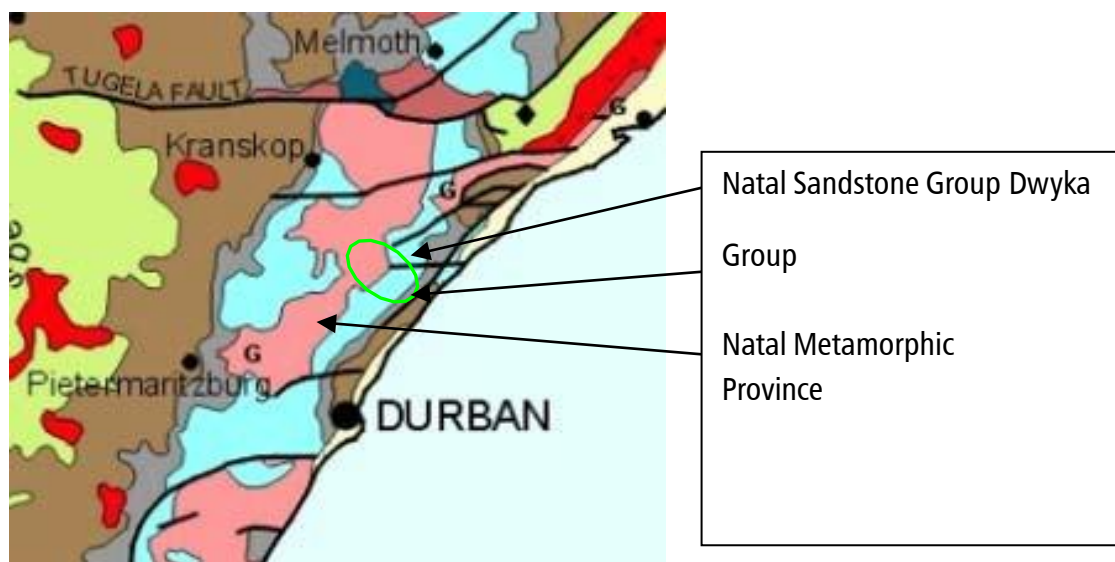 Melmoth
TUGELA FAULT
G
Kranskop
G
G
Pietermaritzburg
DURBAN
Natal Sandstone Group Dwyka
Group
Natal Metamorphic
Province